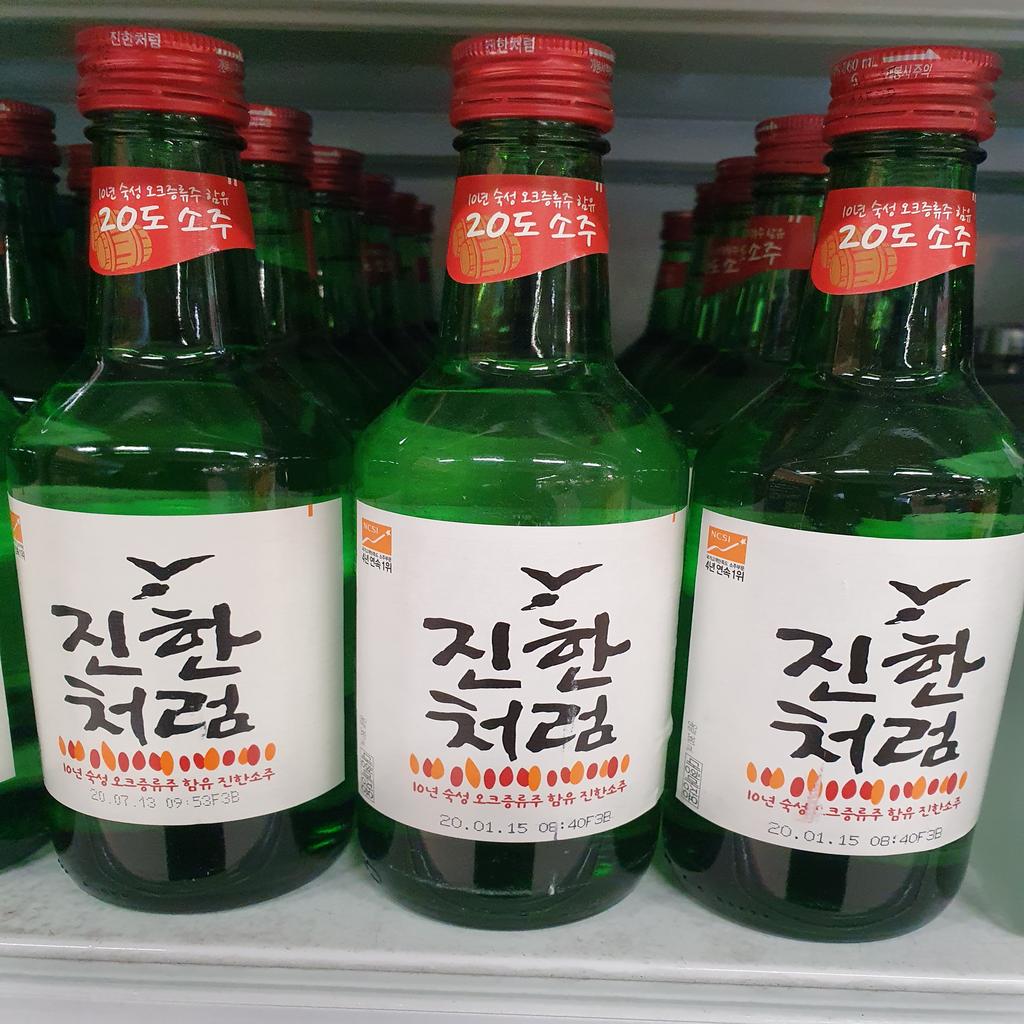 진한처럼
진한처럼
360 mL
개봉시주의
10년 숙성 오크증류주 함유
20도 소주
10년 숙성 오크증류주 함유
20도 소주
10년 숙성 오크증류주 함유
20도 소주
진한
처럼
10년 숙성 오크증류주 함유 진한소주
20.07.13 09:53F3B
NCSI
4년 연속 1위
진한
처럼
10년 숙성 오크증류주 함유 진한소주
20.01.15 08:40F3B
NCSI
4년 연속 1위
진한
처럼
10년 숙성 오크증류주 함유 진한소주
20.01.15 08:40F3B